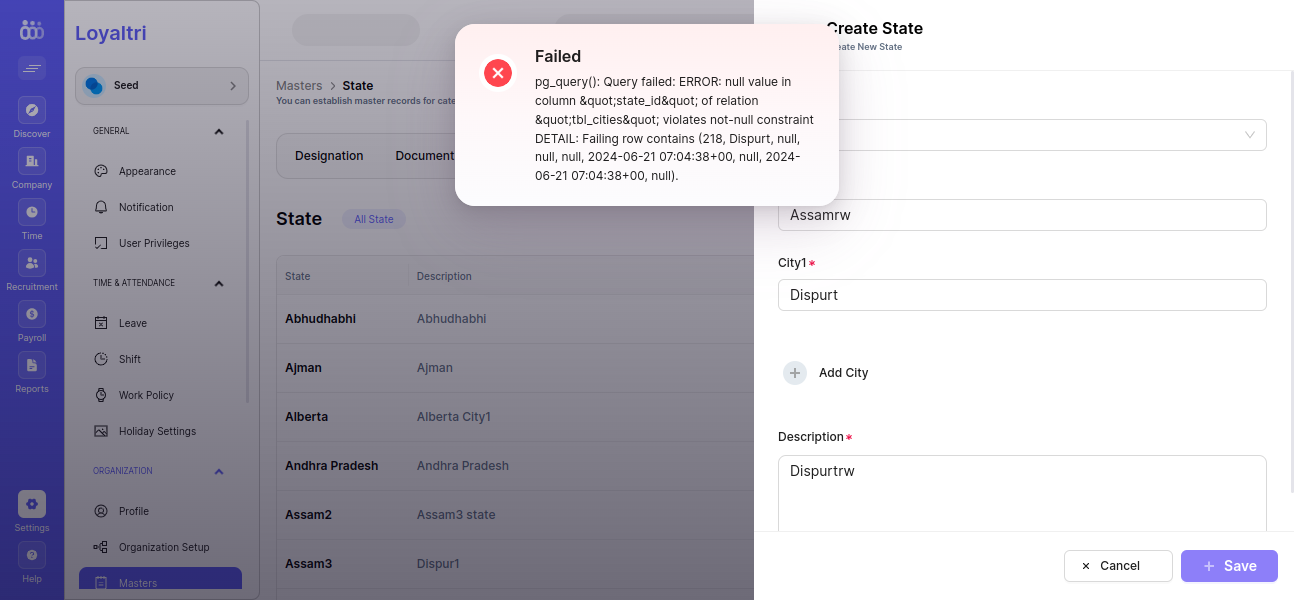 Loyaltri
Seed
Discover
Company
Time
Recruitment
Payroll
Reports
Settings
Help
GENERAL
Appearance
Notification
User Privileges
TIME & ATTENDANCE
Leave
Shift
Work Policy
Holiday Settings
ORGANIZATION
Profile
Organization Setup
Masters
Masters > State
You can establish master records for cate
Designation
Document
State
All State
State Description
Abhudhabhi Abhudhabhi
Ajman Ajman
Alberta Alberta City1
Andhra Pradesh Andhra Pradesh
Assam2 Assam3 state
Assam3 Dispur1
Failed
pg_query(): Query failed: ERROR: null value in
column &quot;state_id&quot; of relation
&quot;tbl_cities&quot; violates not-null constraint
DETAIL: Failing row contains (218, Dispurt, null,
null, null, 2024-06-21 07:04:38+00, null, 2024-
06-21 07:04:38+00, null).
Create State
eate New State
Assamrw
City1*
Dispurt
Add City
Description*
Dispurtrw
Cancel
Save